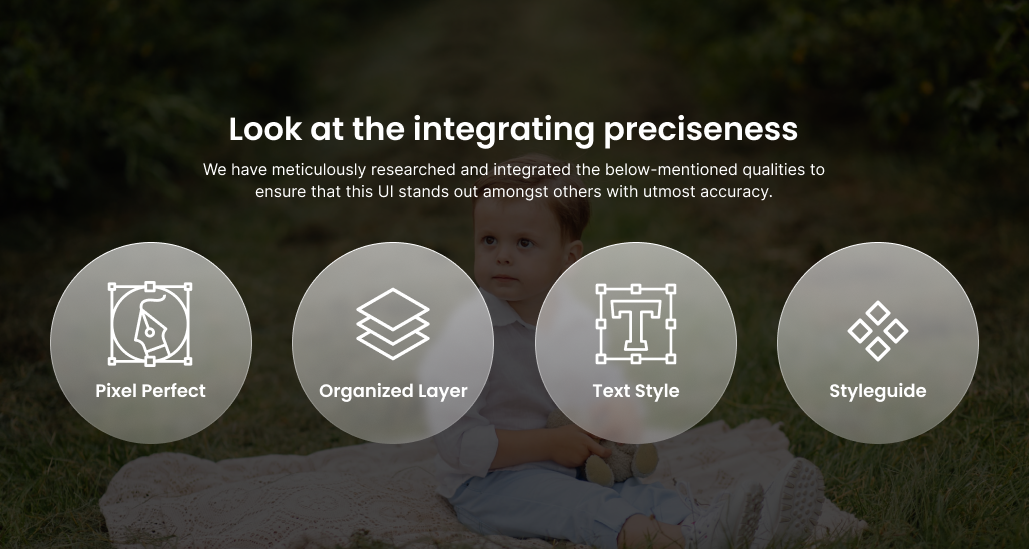 Look at the integrating preciseness
We have meticulously researched and integrated the below-mentioned qualities to
ensure that this UI stands out amongst others with utmost accuracy.
Pixel Perfect
Organized Layer
Text Style
Styleguide